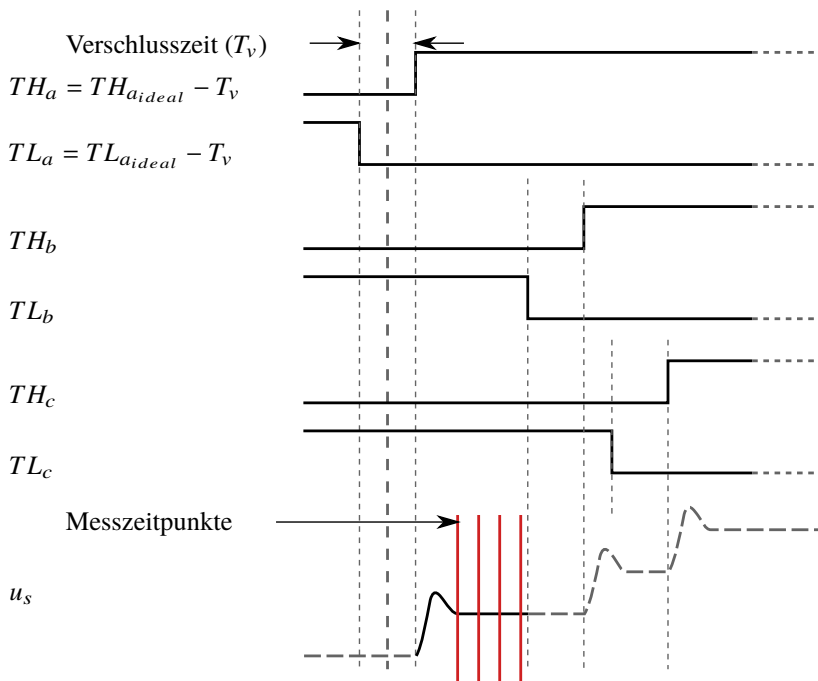 Verschlusszeit (T_v)
TH_a = TH_{a_{ideal}} − T_v
TL_a = TL_{a_{ideal}} − T_v
TH_b
TL_b
TH_c
TL_c
Messzeitpunkte
u_s